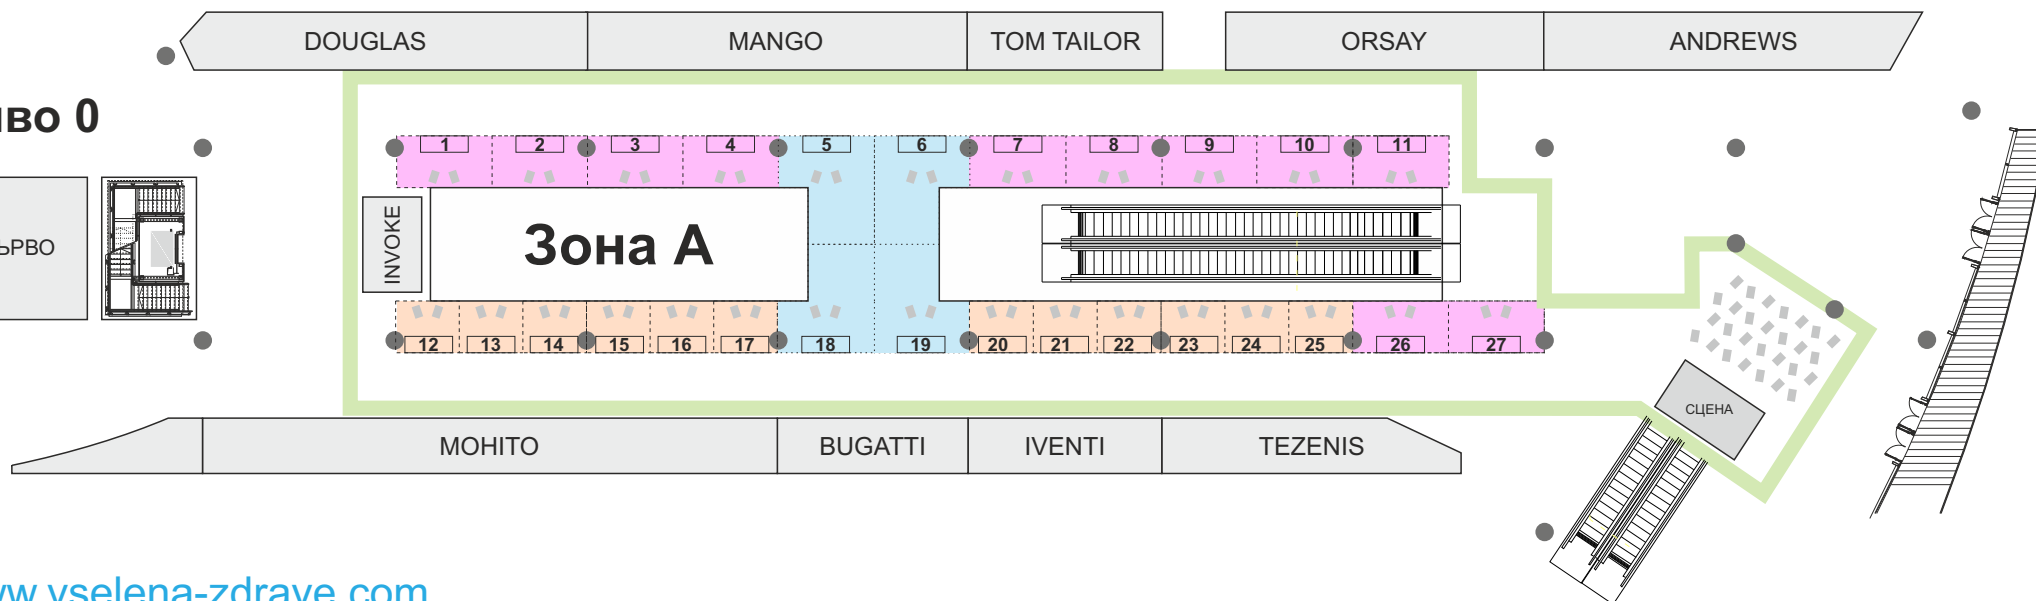 DOUGLAS MANGO TOM TAILOR ORSAY ANDREWS
0
1 2 3 4 5 6 7 8 9 10 11
INVOKE
Зона А
12 13 14 15 16 17 18 19 20 21 22 23 24 25 26 27
СЦЕНА
MOHITO BUGATTI IVENTI TEZENIS
vselena-zdrave.com